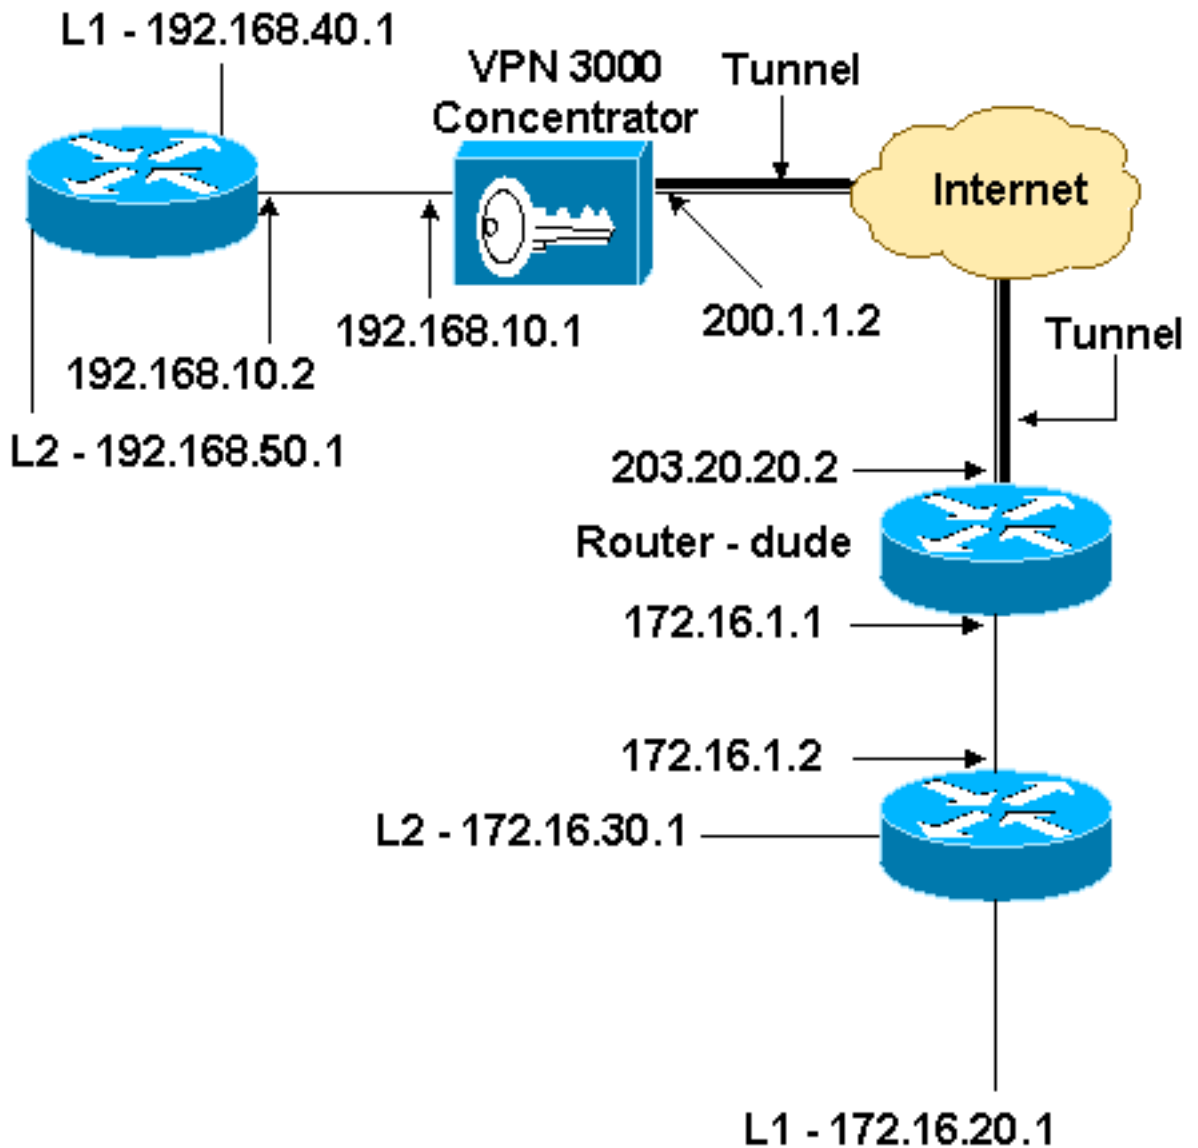 L1 - 192.168.40.1
VPN 3000
Concentrator
Tunnel
Internet
192.168.10.1
200.1.1.2
Tunnel
192.168.10.2
L2 - 192.168.50.1
203.20.20.2
Router - dude
172.16.1.1
172.16.1.2
L2 - 172.16.30.1
L1 - 172.16.20.1